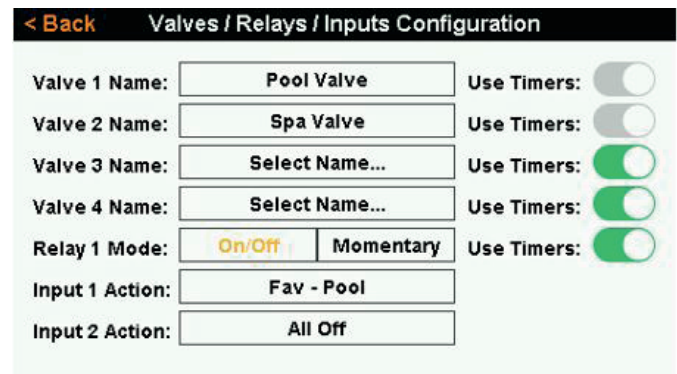 < Back Valves / Relays / Inputs Configuration
Valve 1 Name: Pool Valve Use Timers:
Valve 2 Name: Spa Valve Use Timers:
Valve 3 Name: Select Name... Use Timers:
Valve 4 Name: Select Name... Use Timers:
Relay 1 Mode: On/Off Momentary Use Timers:
Input 1 Action: Fav - Pool
Input 2 Action: All Off